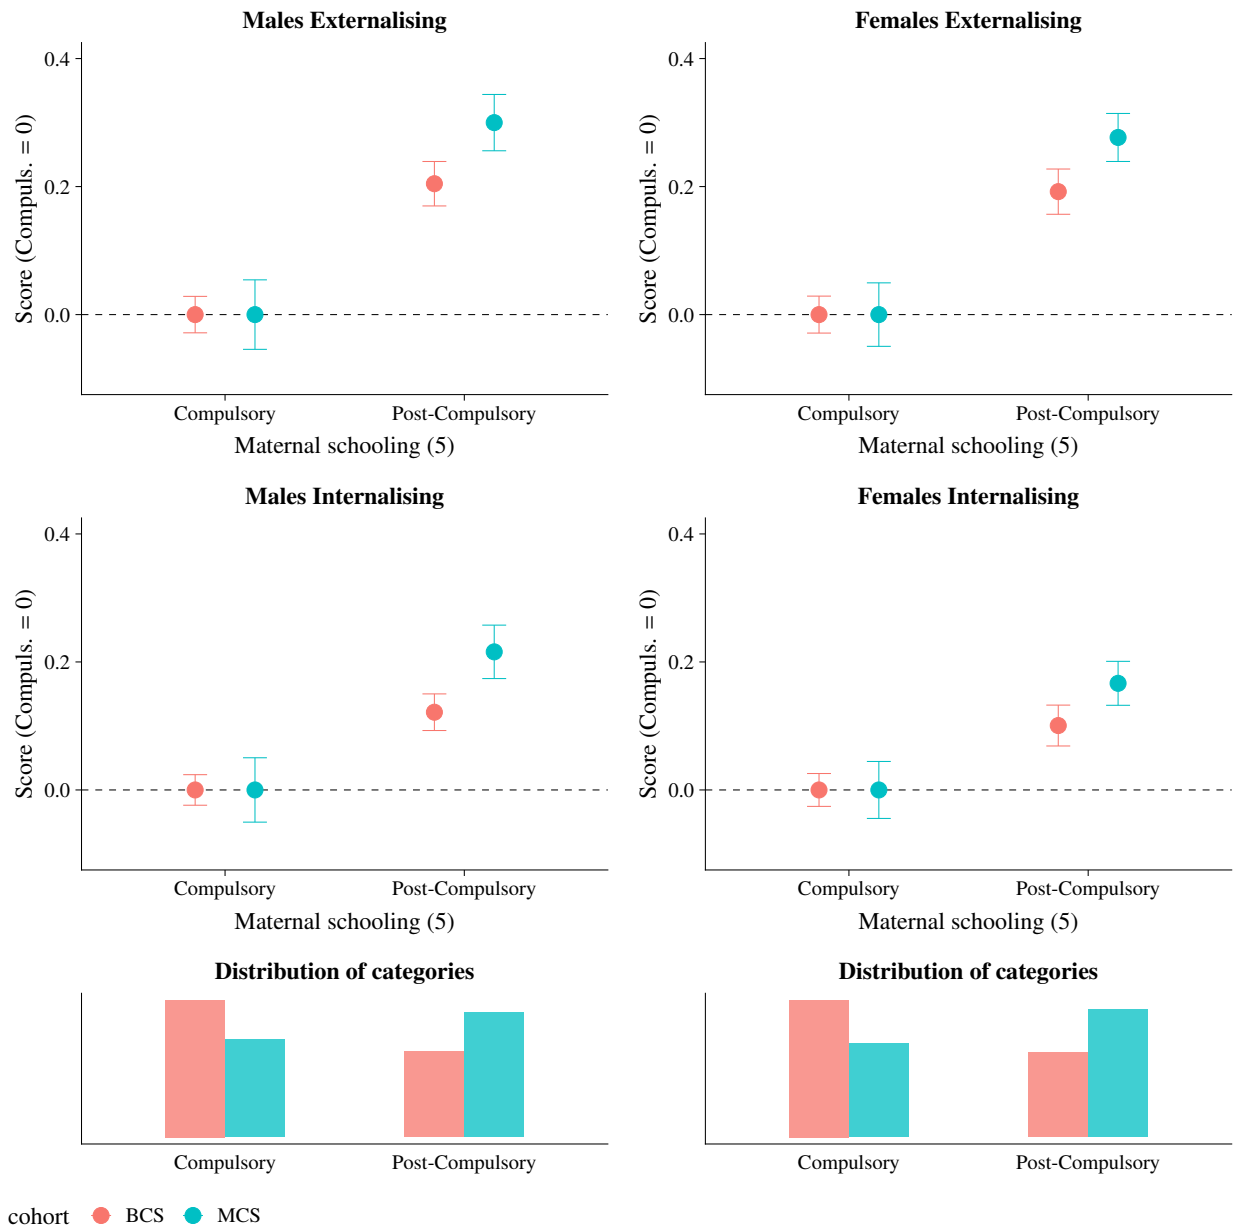 Males Externalising
Females Externalising
0.4
0.2
0.0
Score (Compuls. = 0)
Compulsory
Post-Compulsory
Maternal schooling (5)
0.4
0.2
0.0
Score (Compuls. = 0)
Compulsory
Post-Compulsory
Maternal schooling (5)
Males Internalising
Females Internalising
0.4
0.2
0.0
Score (Compuls. = 0)
Compulsory
Post-Compulsory
Maternal schooling (5)
0.4
0.2
0.0
Score (Compuls. = 0)
Compulsory
Post-Compulsory
Maternal schooling (5)
Distribution of categories
Distribution of categories
Compulsory
Post-Compulsory
Compulsory
Post-Compulsory
cohort BCS MCS